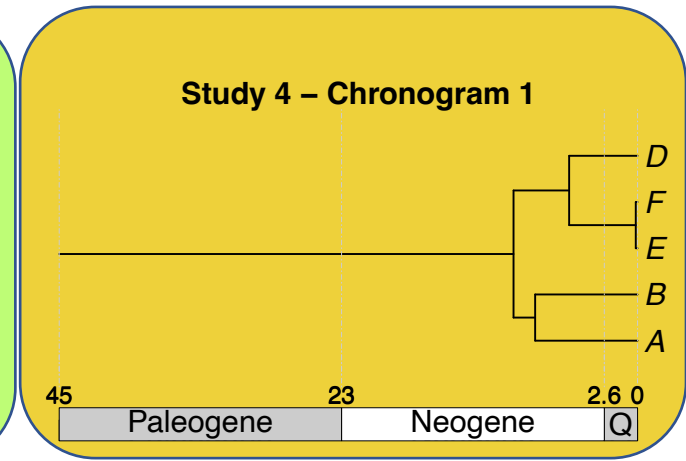 Study 4 – Chronogram 1
D
F
E
B
A
45 23 2.6 0
Paleogene Neogene Q